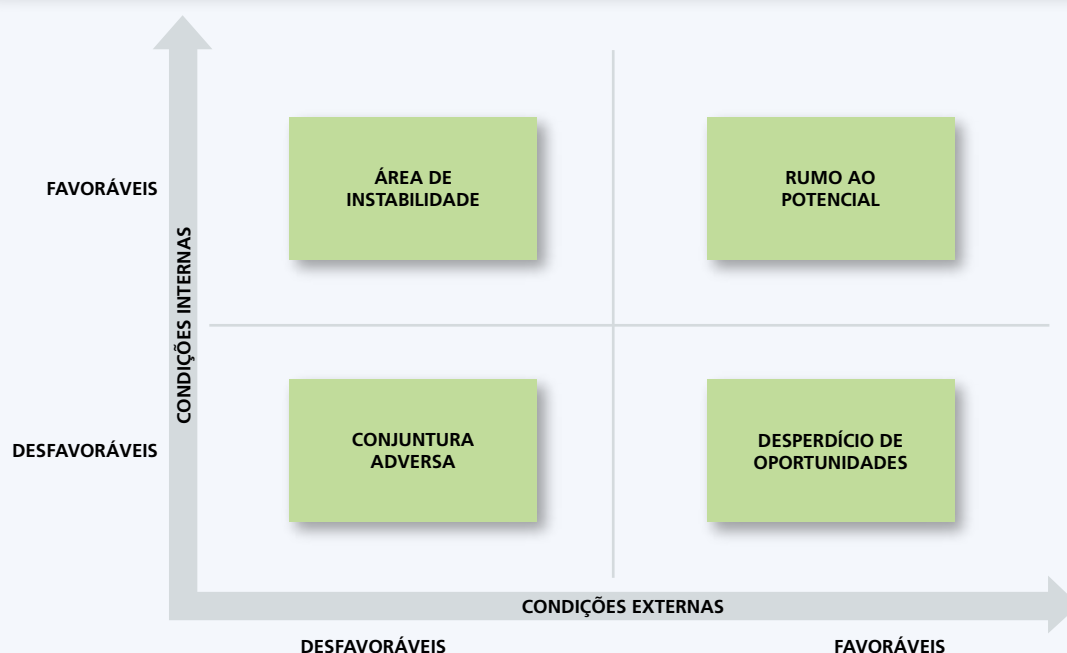 ÁREA DE
INSTABILIDADE
RUMO AO
POTENCIAL
FAVORÁVEIS
CONDIÇÕES INTERNAS
CONJUNTURA
ADVERSA
DESPERDÍCIO DE
OPORTUNIDADES
DESFAVORÁVEIS
CONDIÇÕES EXTERNAS
DESFAVORÁVEIS
FAVORÁVEIS